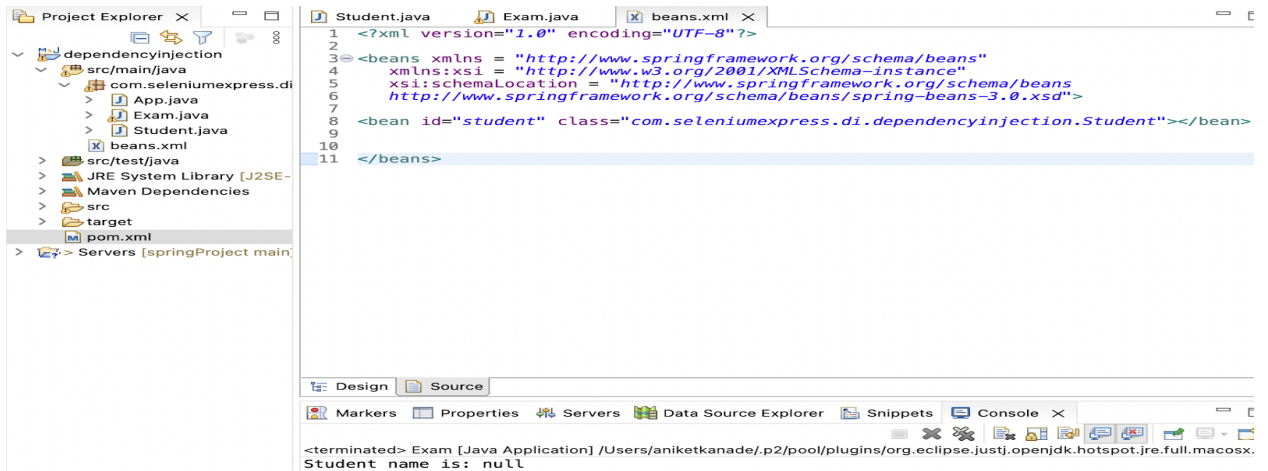 Project Explorer
dependencyinjection
src/main/java
com.seleniumexpress.di
App.java
Exam.java
Student.java
beans.xml
src/test/java
JRE System Library [J2SE-
Maven Dependencies
src
target
pom.xml
> Servers [springProject main]
Student.java Exam.java beans.xml
1 <?xml version="1.0" encoding="UTF-8"?>
2
3 <beans xmlns = "http://www.springframework.org/schema/beans"
4 xmlns:xsi = "http://www.w3.org/2001/XMLSchema-instance"
5 xsi:schemaLocation = "http://www.springframework.org/schema/beans
6 http://www.springframework.org/schema/beans/spring-beans-3.0.xsd">
7
8 <bean id="student" class="com.seleniumexpress.di.dependencyinjection.Student"></bean>
9
10
11 </beans>
Design Source
Markers Properties Servers Data Source Explorer Snippets Console
<terminated> Exam [Java Application] /Users/aniketkanade/.p2/pool/plugins/org.eclipse.justj.openjdk.hotspot.jre.full.macosx.
Student name is: null